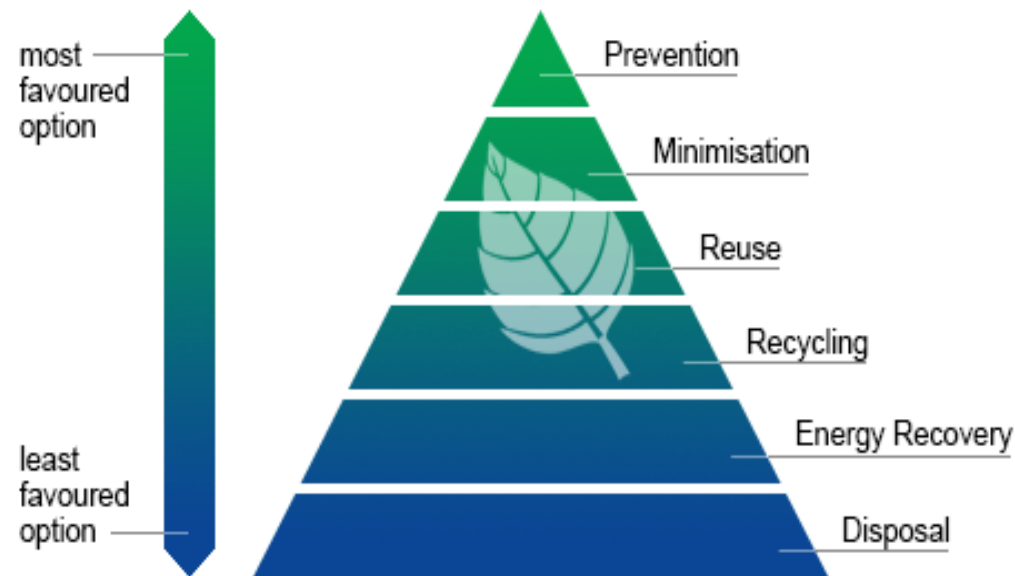 most
favoured
option
Prevention
Minimisation
Reuse
Recycling
Energy Recovery
least
favoured
option
Disposal